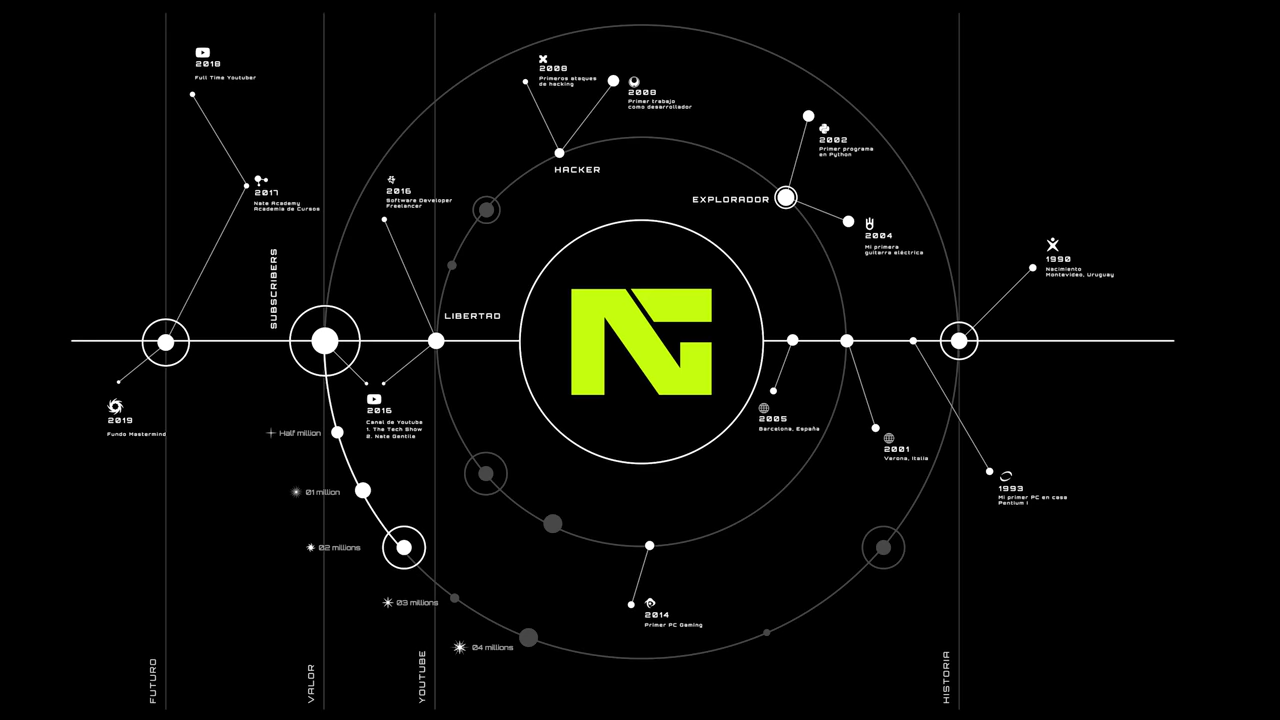 2018
Full Time Youtuber
2017
Nate Academy
Academia de Cursos
2016
Software Developer
Freelancer
2008
Primeros ataques
de hacking
2008
Primer trabajo
como desarrollador
HACKER
2002
Primer programa
en Python
EXPLORADOR
2004
Mi primera
guitarra eléctrica
1990
Nacimiento
Montevideo, Uruguay
SUBSCRIBERS
LIBERTAD
NG
2019
Fundo Mastermind
2016
Canal de Youtube
1. The Tech Show
2. Nate Gentile
2005
Barcelona, España
2001
Verona, Italia
1993
Mi primer PC en casa
Pentium I
Half million
01 million
02 millions
03 millions
04 millions
2014
Primer PC Gaming
FUTURO
VALOR
YOUTUBE
HISTORIA